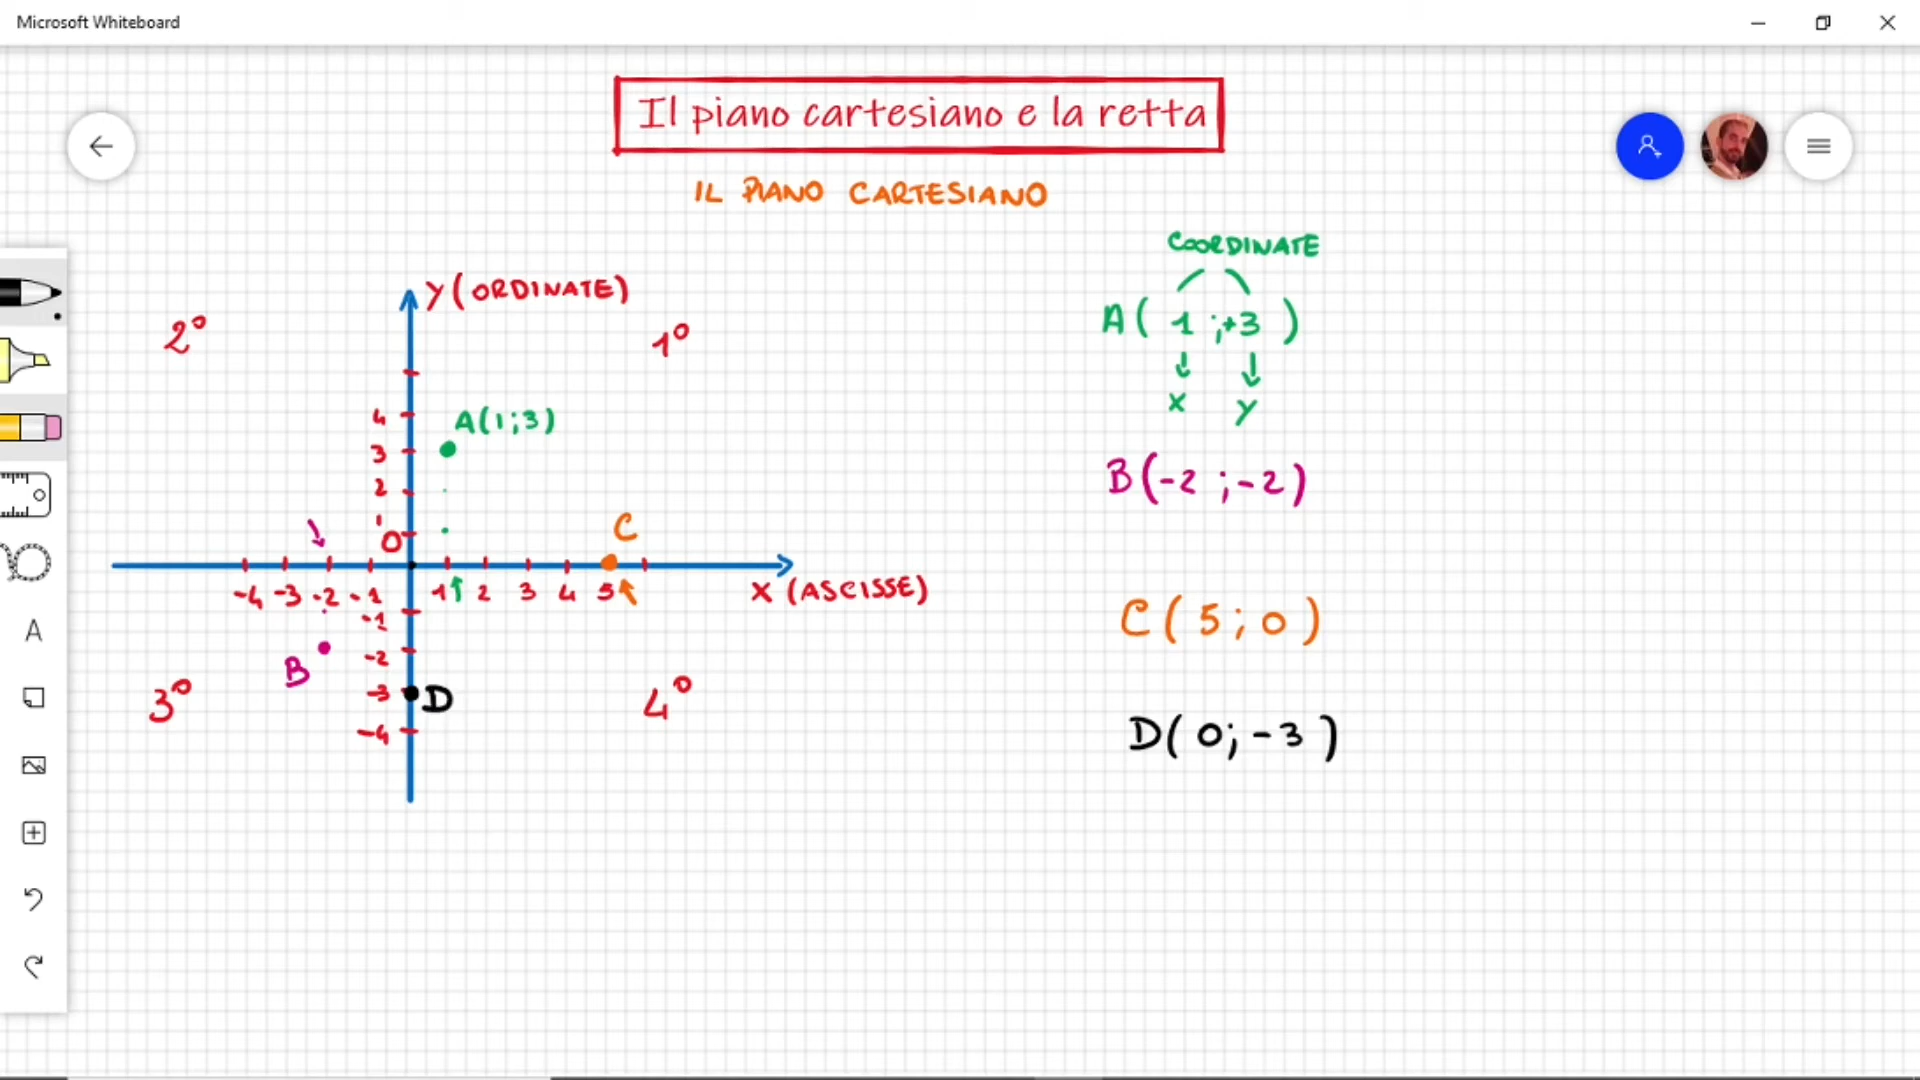 Microsoft Whiteboard
Il piano cartesiano e la retta
IL PIANO CARTESIANO
COORDINATE
Y (ORDINATE)
2° 1°
A( 1 ;+3 )
X Y
4
A(1;3)
3
2
1
0
C
B(-2 ;-2)
-4 -3 -2 -1 1 2 3 4 5
X (ASCISSE)
-1
C( 5; 0 )
-2
B
3° 4°
-3 D
-4
D( 0; -3 )
A